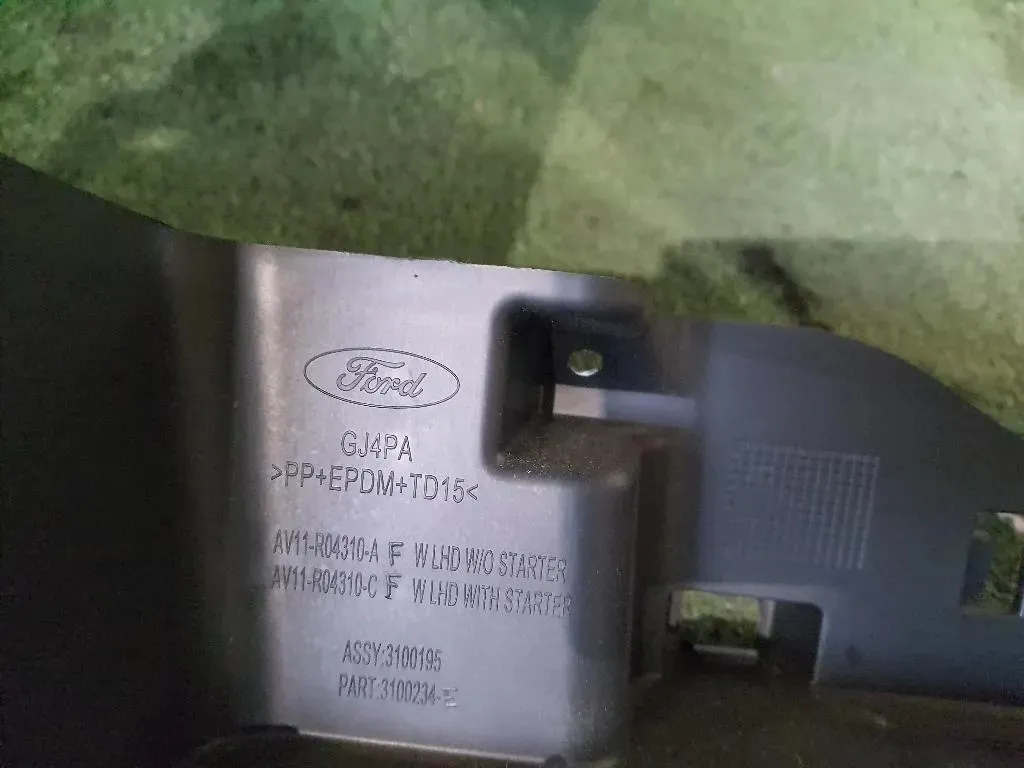 Ford
GJ4PA
>PP+EPDM+TD15<
AV11-R04310-A F W LHD W/O STARTER
AV11-R04310-C F W LHD WITH STARTER
ASSY:3100195
PART:3100234-E